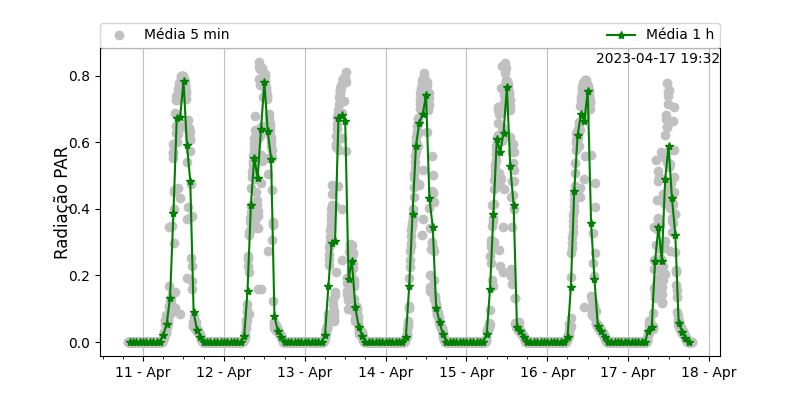 Média 5 min
Média 1 h
2023-04-17 19:32
Radiação PAR
0.8
0.6
0.4
0.2
0.0
11 - Apr
12 - Apr
13 - Apr
14 - Apr
15 - Apr
16 - Apr
17 - Apr
18 - Apr